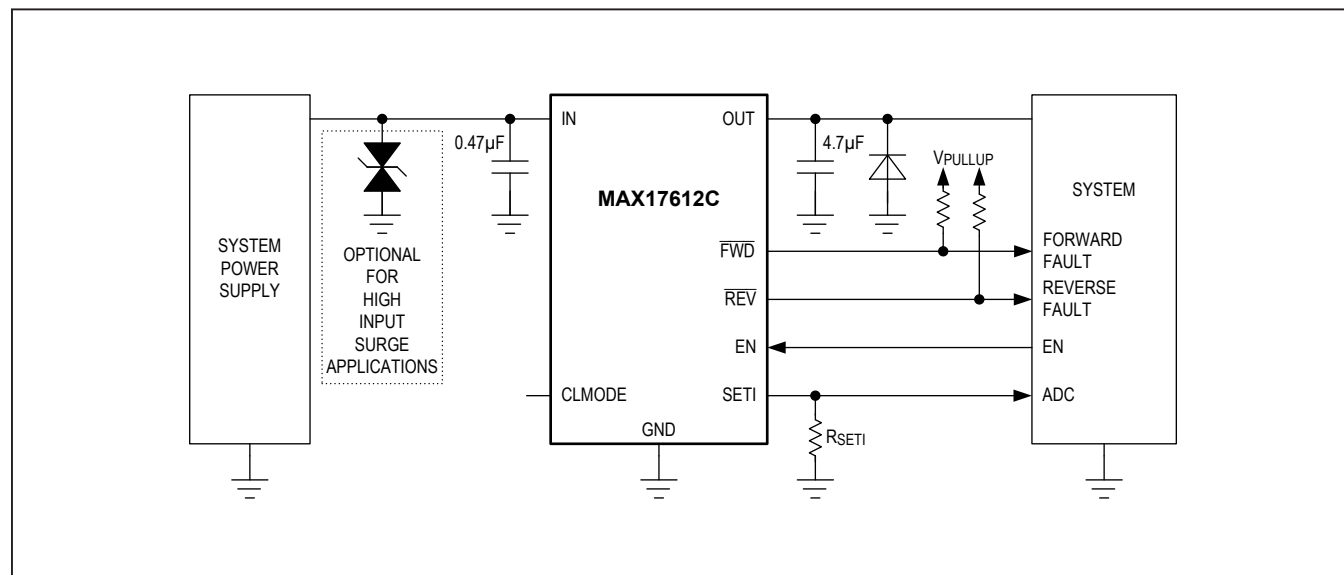 SYSTEM
POWER
SUPPLY
OPTIONAL
FOR
HIGH
INPUT
SURGE
APPLICATIONS
0.47µF
IN
OUT
MAX17612C
FWD
REV
EN
CLMODE
SETI
GND
4.7µF
VPULLUP
RSETI
SYSTEM
FORWARD
FAULT
REVERSE
FAULT
EN
ADC